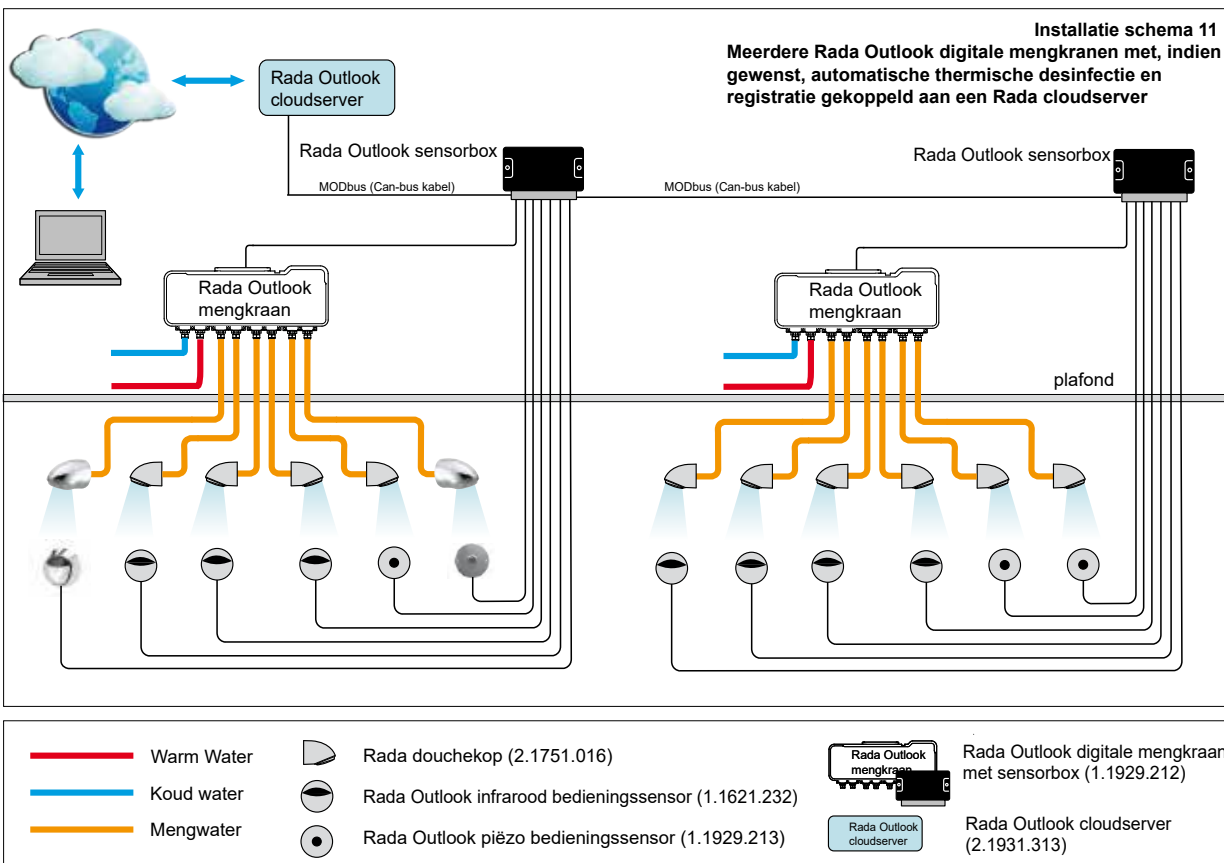 Installatie schema 11
Meerdere Rada Outlook digitale mengkranen met, indien
gewenst, automatische thermische desinfectie en
registratie gekoppeld aan een Rada cloudserver
Rada Outlook
cloudserver
Rada Outlook sensorbox
Rada Outlook sensorbox
MODbus (Can-bus kabel)
MODbus (Can-bus kabel)
Rada Outlook
mengkraan
Rada Outlook
mengkraan
plafond
Warm Water
Koud water
Mengwater
Rada douchekop (2.1751.016)
Rada Outlook infrarood bedieningssensor (1.1621.232)
Rada Outlook piëzo bedieningssensor (1.1929.213)
Rada Outlook
mengkraan
Rada Outlook digitale mengkraan
met sensorbox (1.1929.212)
Rada Outlook
cloudserver
Rada Outlook cloudserver
(2.1931.313)